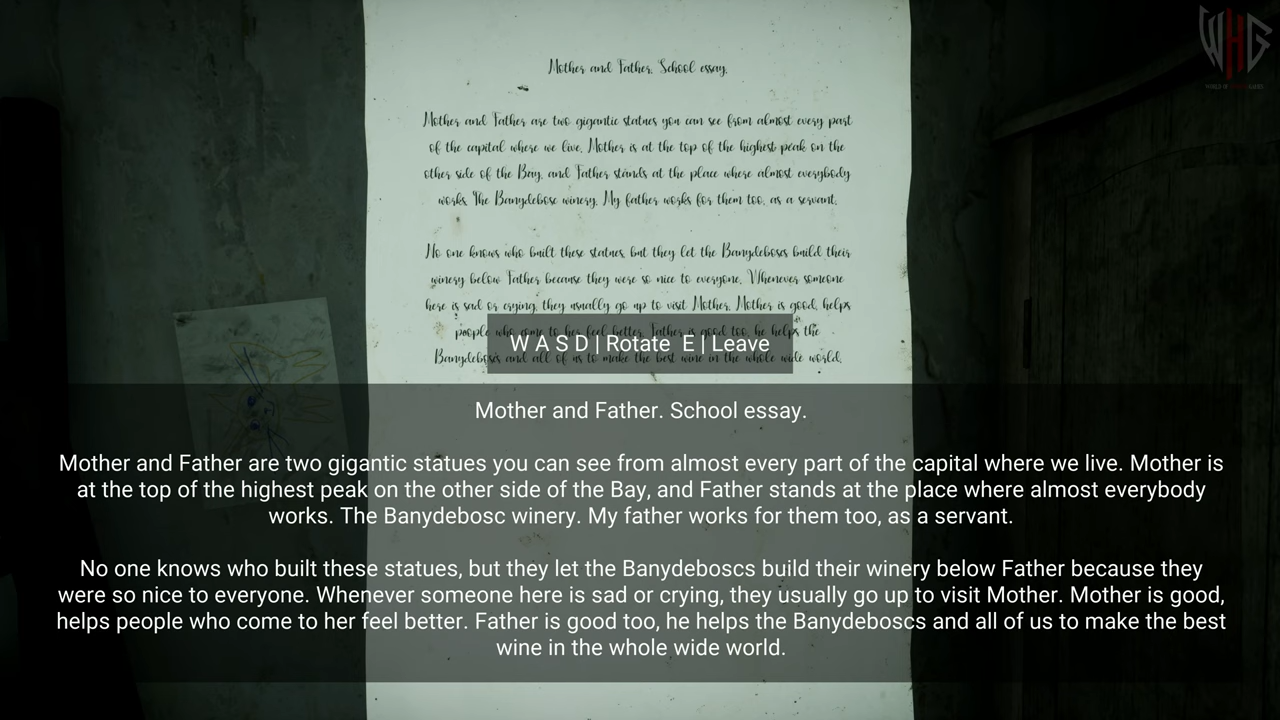 WHG
Mother and Father. School essay.
Mother and Father are two gigantic statues you can see from almost every part
of the capital where we live. Mother is at the top of the highest peak on the
other side of the Bay, and Father stands at the place where almost everybody
works. The Banydebosc winery. My father works for them too, as a servant.
No one knows who built these statues, but they let the Banydeboscs build their
winery below Father because they were so nice to everyone. Whenever someone
here is sad or crying, they usually go up to visit Mother. Mother is good, helps
people who come to her feel better. Father is good too, he helps the
Banydeboscs and all of us to make the best wine in the whole wide world.
W A S D | Rotate E | Leave
Mother and Father. School essay.
Mother and Father are two gigantic statues you can see from almost every part of the capital where we live. Mother is
at the top of the highest peak on the other side of the Bay, and Father stands at the place where almost everybody
works. The Banydebosc winery. My father works for them too, as a servant.
No one knows who built these statues, but they let the Banydeboscs build their winery below Father because they
were so nice to everyone. Whenever someone here is sad or crying, they usually go up to visit Mother. Mother is good,
helps people who come to her feel better. Father is good too, he helps the Banydeboscs and all of us to make the best
wine in the whole wide world.